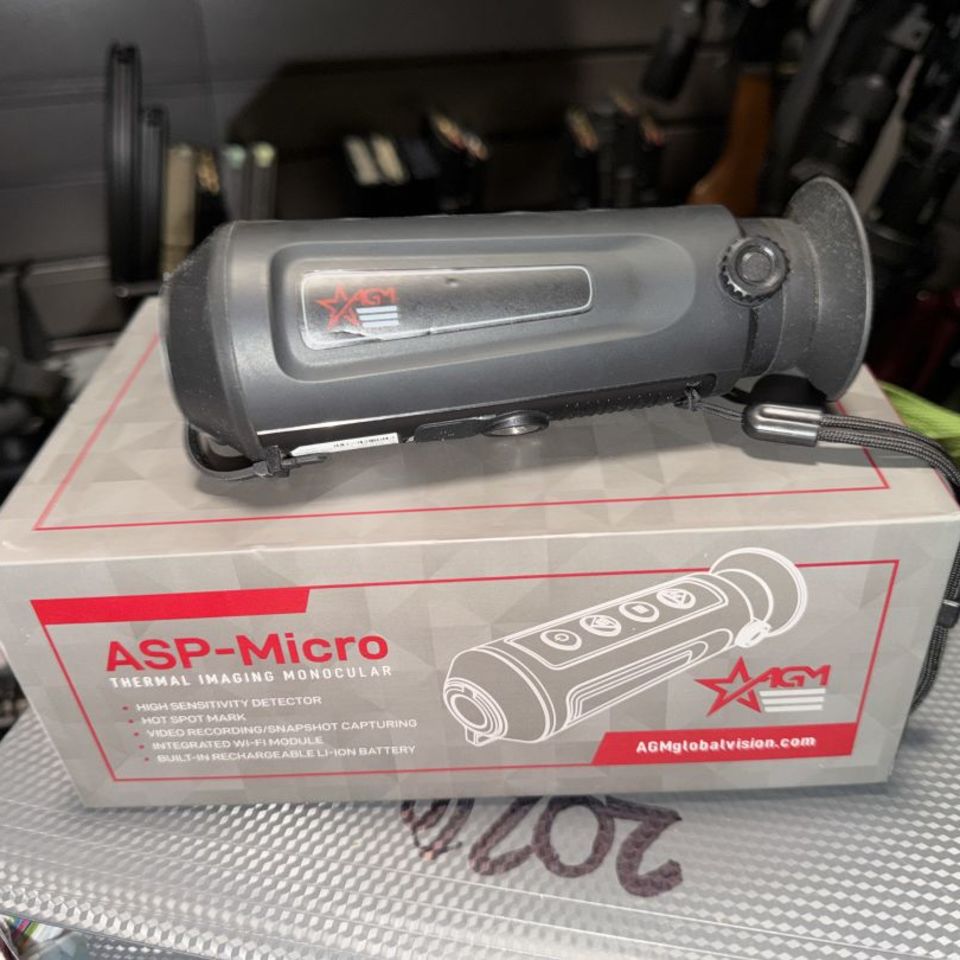 AGM
ASP-Micro
THERMAL IMAGING MONOCULAR
• HIGH SENSITIVITY DETECTOR
• HOT SPOT MARK
• VIDEO RECORDING/SNAPSHOT CAPTURING
• INTEGRATED WI-FI MODULE
• BUILT-IN RECHARGEABLE LI-ION BATTERY
AGM
AGMglobalvision.com